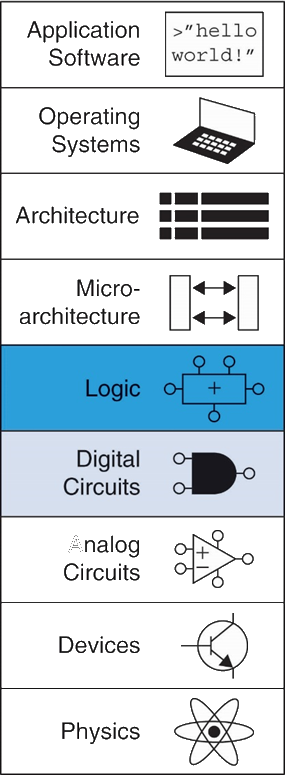 Application
Software
>"hello
world!"
Operating
Systems
Architecture
Micro-
architecture
Logic
+
Digital
Circuits
Analog
Circuits
+
−
Devices
Physics